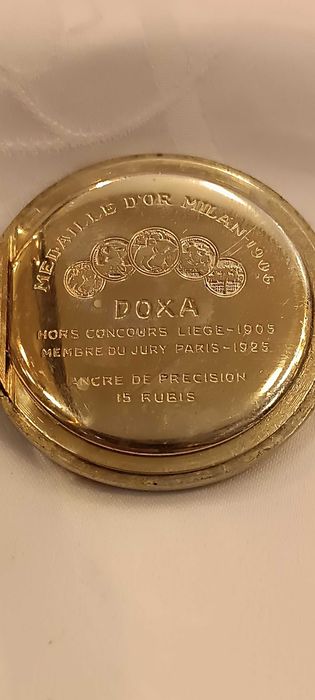 MEDAILLE D'OR MILAN 1906
DOXA
HORS CONCOURS LIEGE-1905
MEMBRE DU JURY PARIS-1925
ANCRE DE PRECISION
15 RUBIS